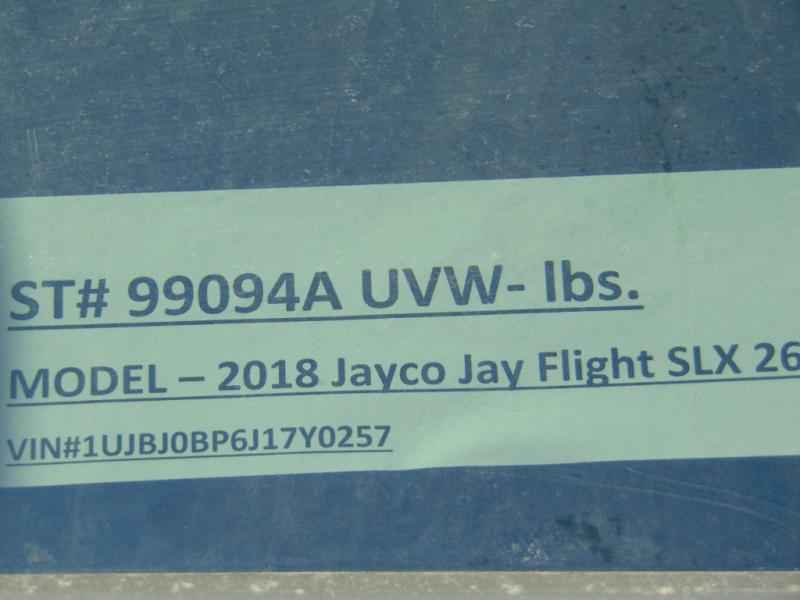 ST# 99094A UVW- lbs.
MODEL – 2018 Jayco Jay Flight SLX 26
VIN#1UJBJ0BP6J17Y0257